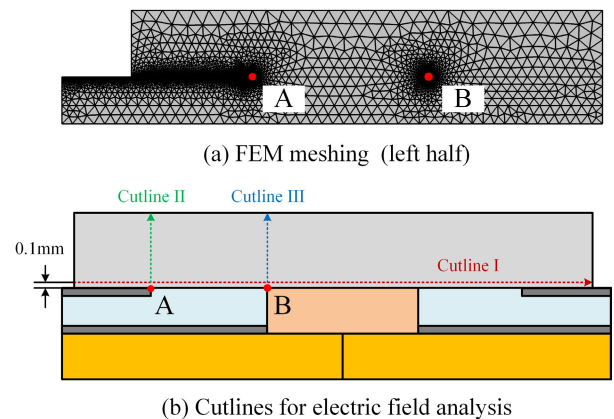 A
B
(a) FEM meshing (left half)
Cutline II
Cutline III
0.1mm
Cutline I
A
B
(b) Cutlines for electric field analysis